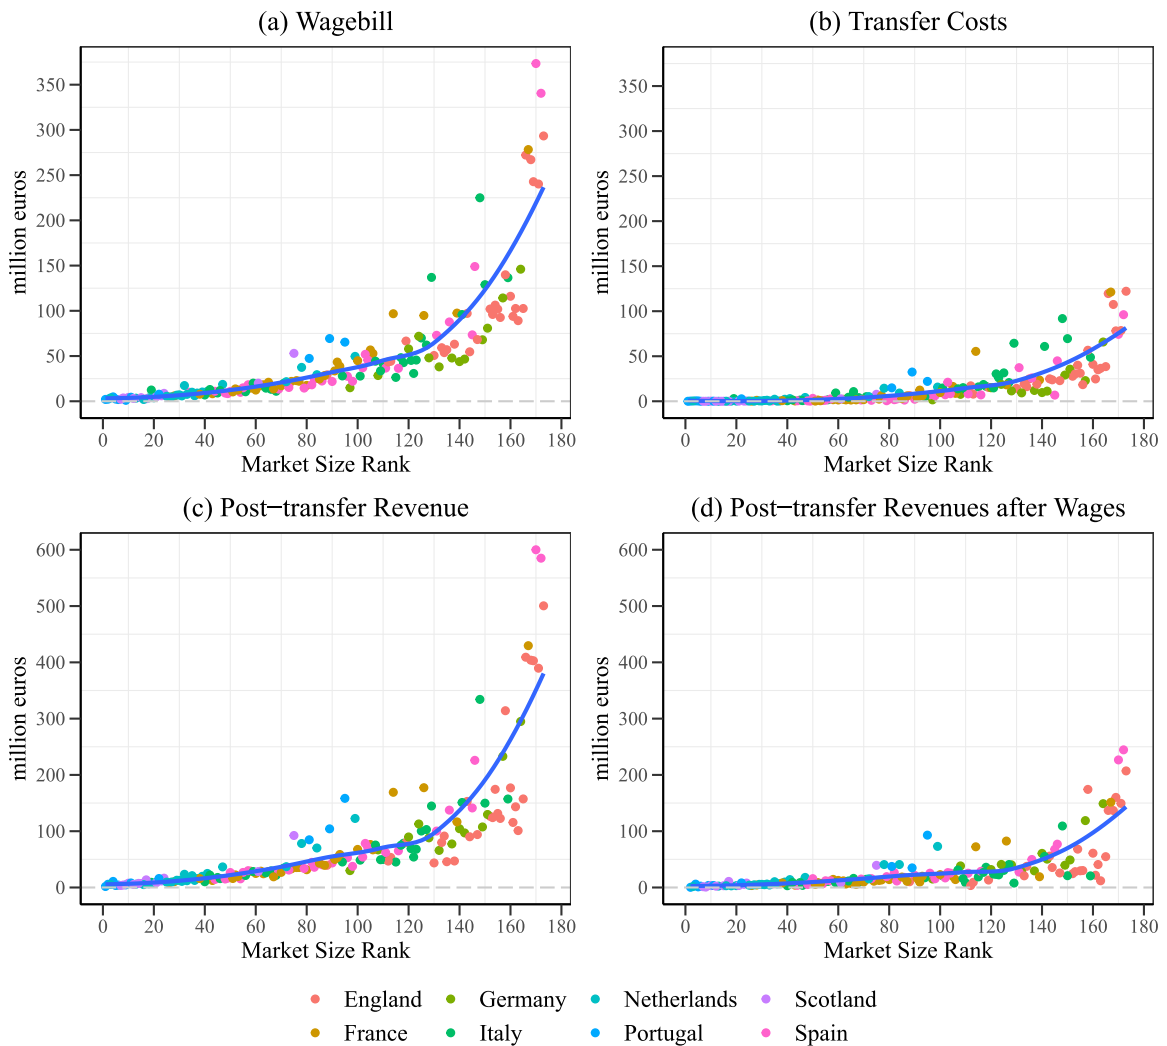 (a) Wagebill
(b) Transfer Costs
million euros
350
300
250
200
150
100
50
0
0 20 40 60 80 100 120 140 160 180
Market Size Rank
million euros
350
300
250
200
150
100
50
0
0 20 40 60 80 100 120 140 160 180
Market Size Rank
(c) Post−transfer Revenue
(d) Post−transfer Revenues after Wages
million euros
600
500
400
300
200
100
0
0 20 40 60 80 100 120 140 160 180
Market Size Rank
million euros
600
500
400
300
200
100
0
0 20 40 60 80 100 120 140 160 180
Market Size Rank
England Germany Netherlands Scotland
France Italy Portugal Spain